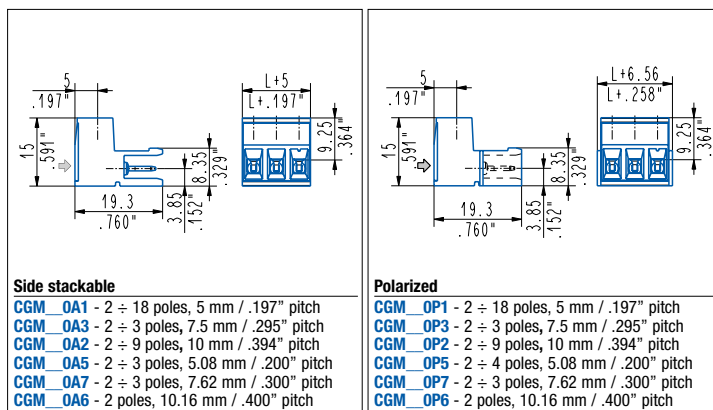 5
.197"
L+5
L+.197"
15
.591"
9.25
.364"
8.35
.329"
3.85
.152"
19.3
.760"
Side stackable
CGM__0A1 - 2 ÷ 18 poles, 5 mm / .197” pitch
CGM__0A3 - 2 ÷ 3 poles, 7.5 mm / .295” pitch
CGM__0A2 - 2 ÷ 9 poles, 10 mm / .394” pitch
CGM__0A5 - 2 ÷ 3 poles, 5.08 mm / .200” pitch
CGM__0A7 - 2 ÷ 3 poles, 7.62 mm / .300” pitch
CGM__0A6 - 2 poles, 10.16 mm / .400” pitch
5
.197"
L+6.56
L+.258"
15
.591"
9.25
.364"
8.35
.329"
3.85
.152"
19.3
.760"
Polarized
CGM__0P1 - 2 ÷ 18 poles, 5 mm / .197” pitch
CGM__0P3 - 2 ÷ 3 poles, 7.5 mm / .295” pitch
CGM__0P2 - 2 ÷ 9 poles, 10 mm / .394” pitch
CGM__0P5 - 2 ÷ 4 poles, 5.08 mm / .200” pitch
CGM__0P7 - 2 ÷ 3 poles, 7.62 mm / .300” pitch
CGM__0P6 - 2 poles, 10.16 mm / .400” pitch